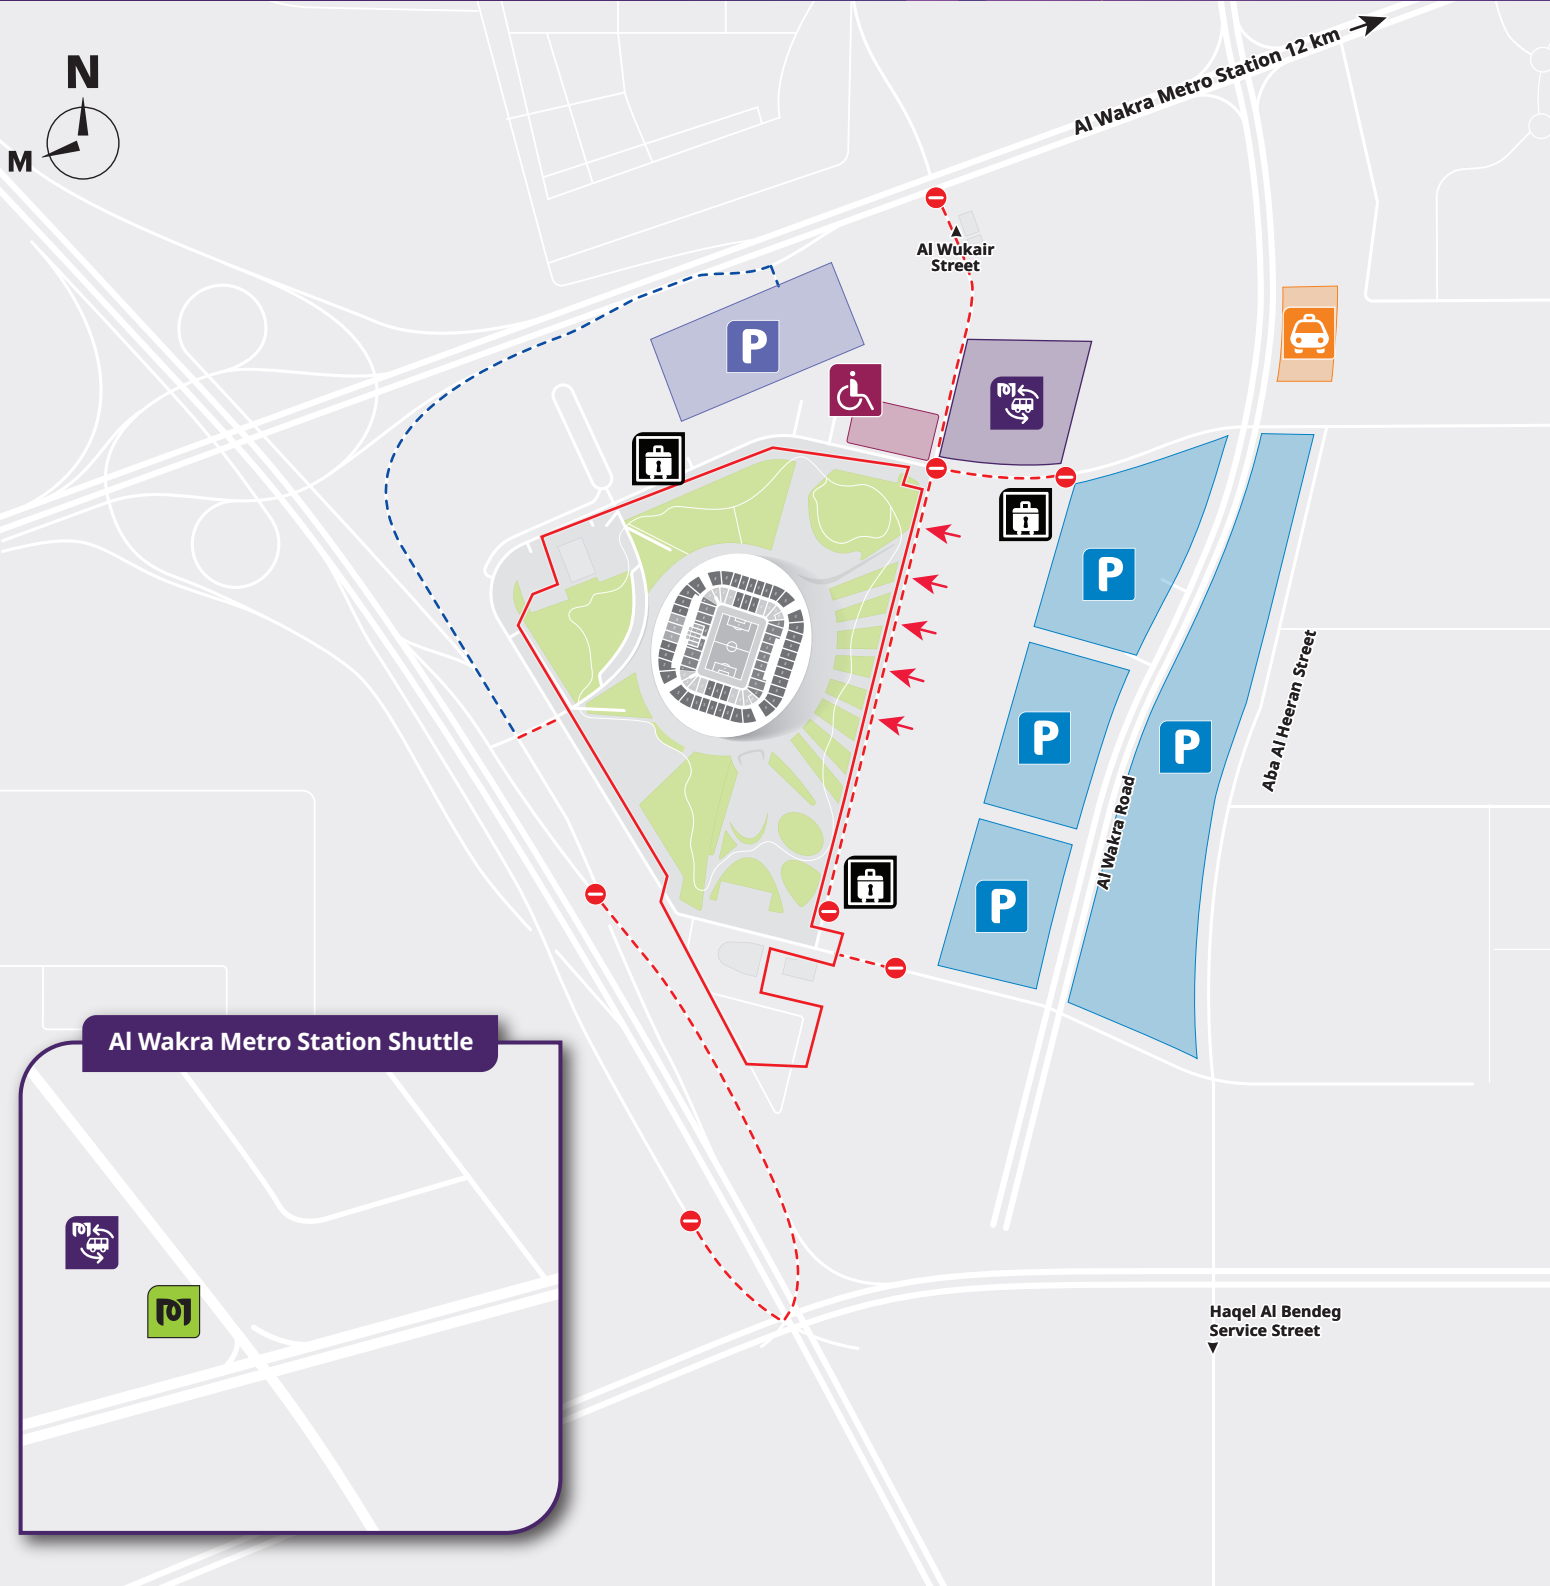 Al Wakra Metro Station 12 km
N
M
Al Wukair
Street
P
P
P
P
P
Aba Al Heeran Street
Al Wakra Road
Al Wakra Metro Station Shuttle
Haqel Al Bendeg
Service Street